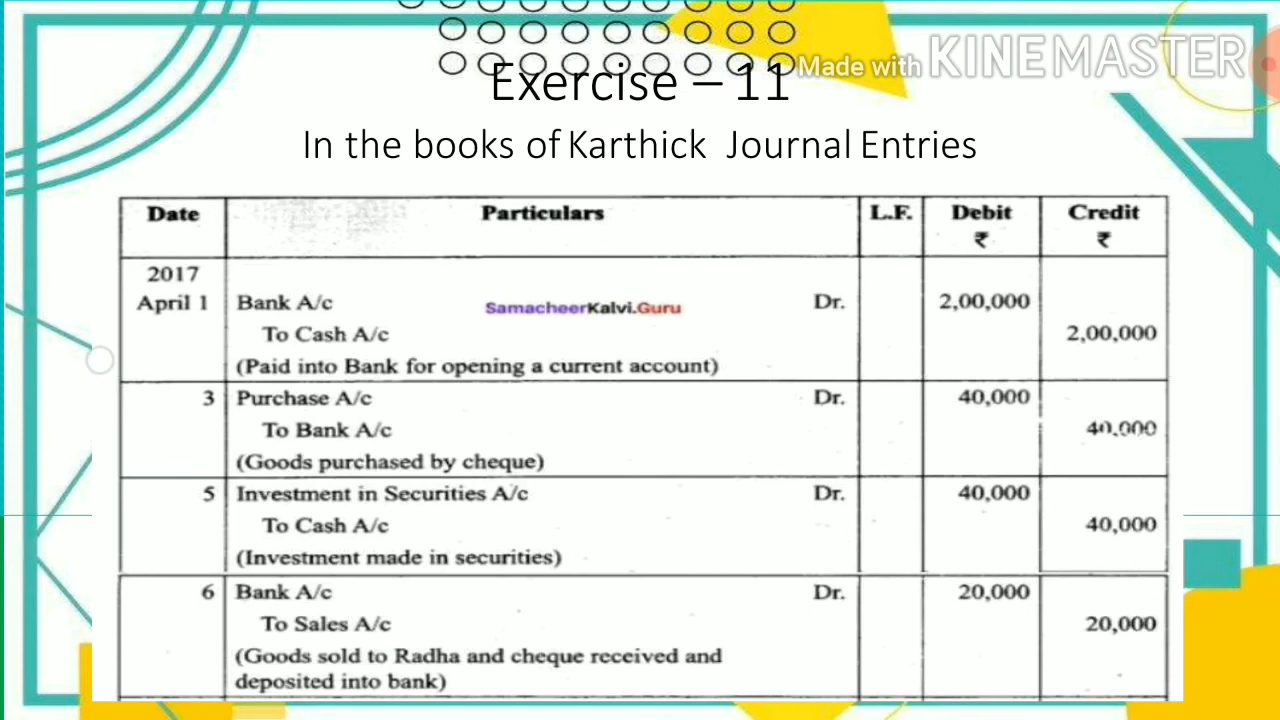 Made with KINEMASTER
Exercise – 11
In the books of Karthick Journal Entries
Date Particulars L.F. Debit ₹ Credit ₹
2017
April 1 Bank A/c Dr. 2,00,000
SamacheerKalvi.Guru
To Cash A/c 2,00,000
(Paid into Bank for opening a current account)
3 Purchase A/c Dr. 40,000
To Bank A/c 40,000
(Goods purchased by cheque)
5 Investment in Securities A/c Dr. 40,000
To Cash A/c 40,000
(Investment made in securities)
6 Bank A/c Dr. 20,000
To Sales A/c 20,000
(Goods sold to Radha and cheque received and
deposited into bank)